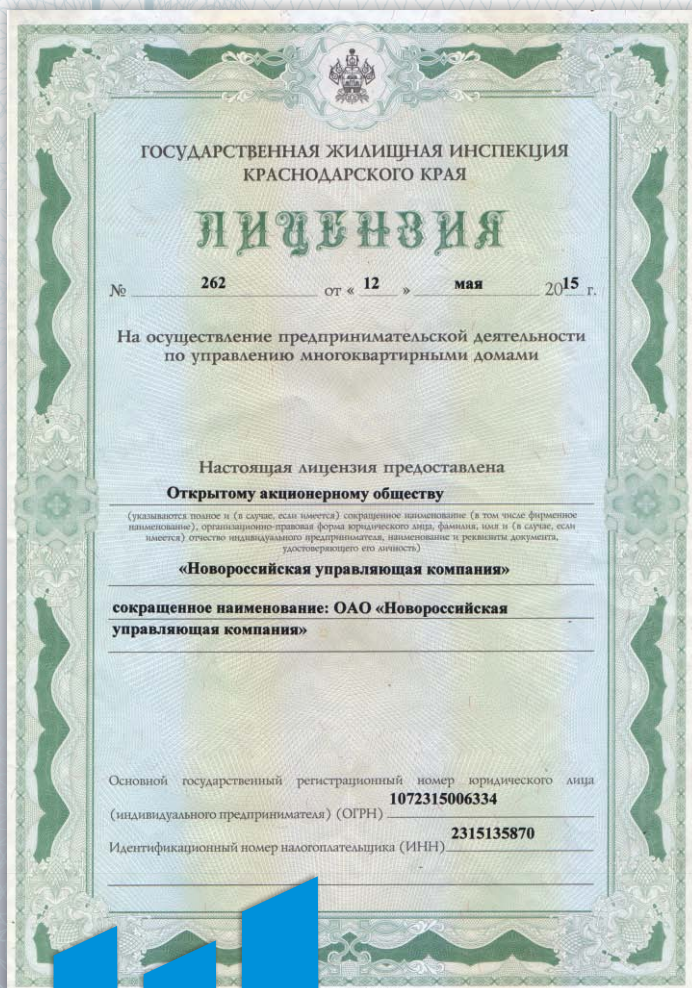 ГОСУДАРСТВЕННАЯ ЖИЛИЩНАЯ ИНСПЕКЦИЯ
КРАСНОДАРСКОГО КРАЯ
ЛИЦЕНЗИЯ
№ 262 от « 12 » мая 2015 г.
На осуществление предпринимательской деятельности
по управлению многоквартирными домами
Настоящая лицензия предоставлена
Открытому акционерному обществу
(указываются полное и (в случае, если имеется) сокращенное наименование (в том числе фирменное
наименование), организационно-правовая форма юридического лица, фамилия, имя и (в случае, если
имеется) отчество индивидуального предпринимателя, наименование и реквизиты документа,
удостоверяющего его личность)
«Новороссийская управляющая компания»
сокращенное наименование: ОАО «Новороссийская
управляющая компания»
Основной государственный регистрационный номер юридического лица
(индивидуального предпринимателя) (ОГРН) 1072315006334
Идентификационный номер налогоплательщика (ИНН) 2315135870